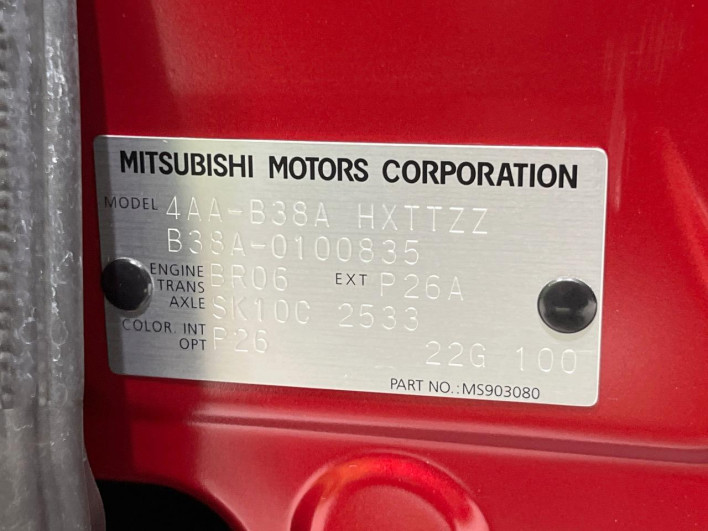 MITSUBISHI MOTORS CORPORATION
MODEL 4AA-B38A HXTTZZ
B38A-0100835
ENGINE BR06 EXT P26A
TRANS
AXLE SK10C 2533
COLOR. INT P26
OPT 22G 100
PART NO.:MS903080